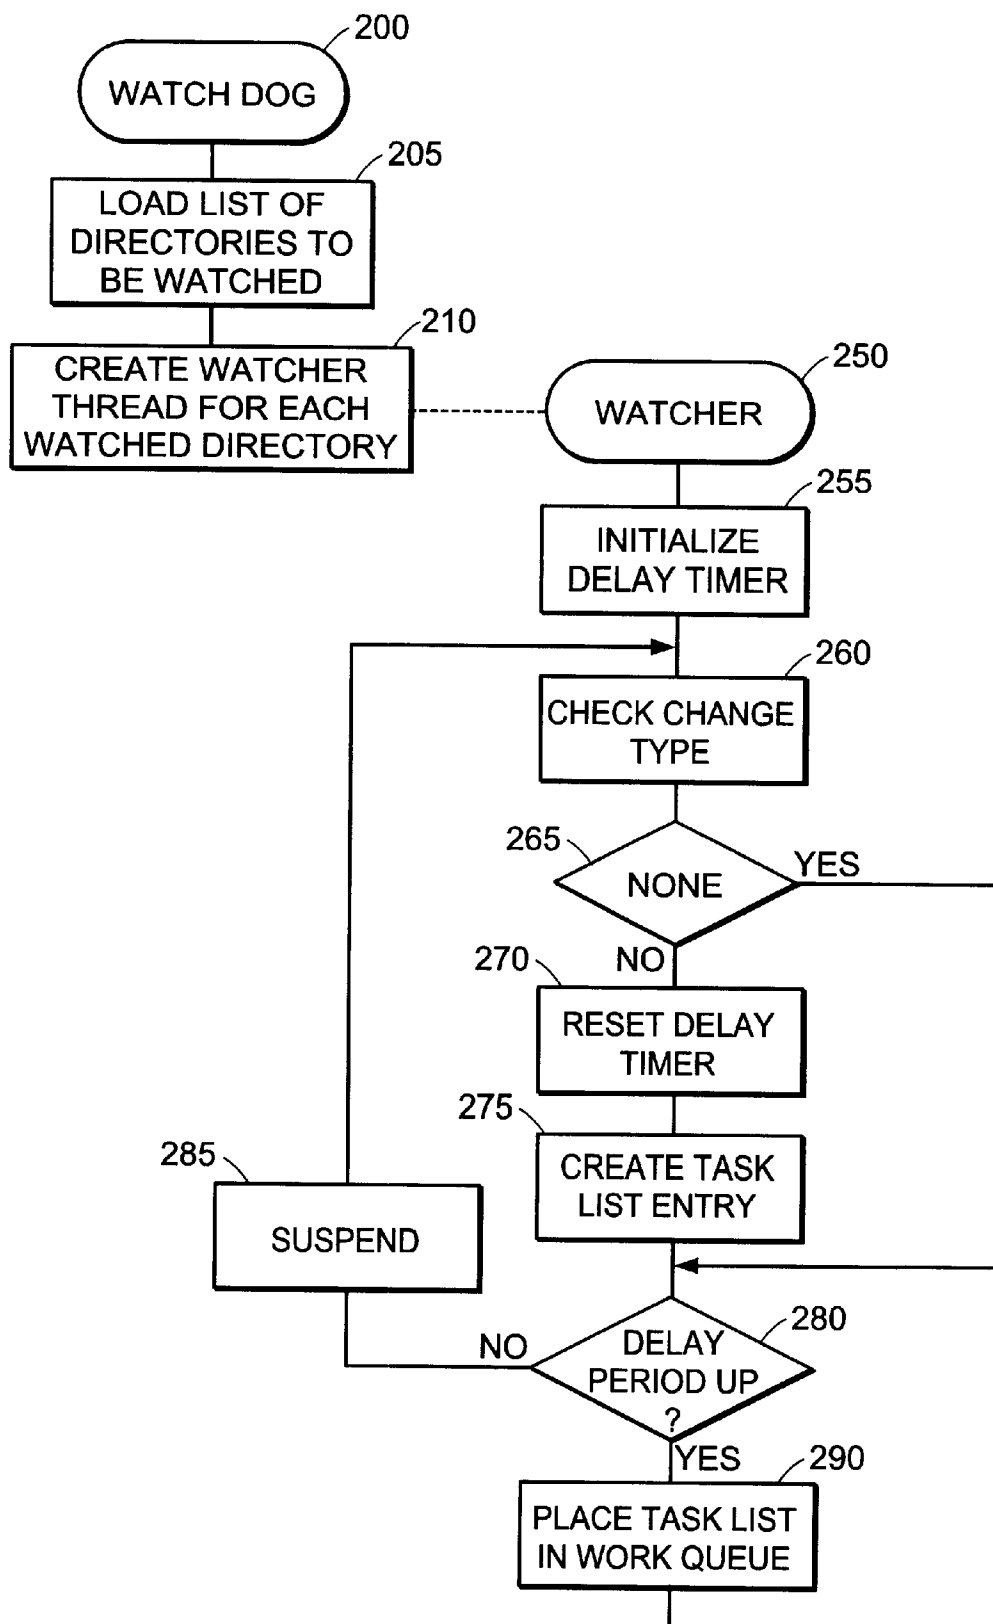 200
WATCH DOG
205
LOAD LIST OF
DIRECTORIES TO
BE WATCHED
210
CREATE WATCHER
THREAD FOR EACH
WATCHED DIRECTORY
250
WATCHER
255
INITIALIZE
DELAY TIMER
260
CHECK CHANGE
TYPE
265
NONE
YES
NO
270
RESET DELAY
TIMER
275
CREATE TASK
LIST ENTRY
285
SUSPEND
280
DELAY
PERIOD UP
?
NO
YES
290
PLACE TASK LIST
IN WORK QUEUE